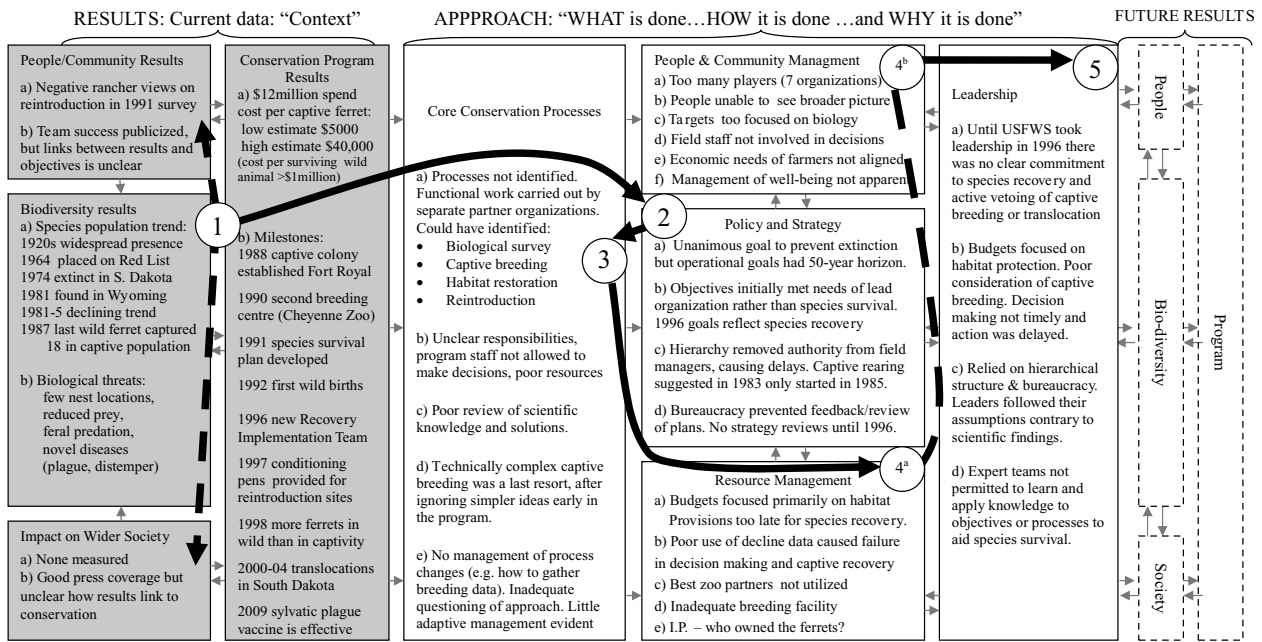 RESULTS: Current data: “Context”
APPPROACH: “WHAT is done…HOW it is done …and WHY it is done”
FUTURE RESULTS
People/Community Results
a) Negative rancher views on
reintroduction in 1991 survey
b) Team success publicized,
but links between results and
objectives is unclear
Biodiversity results
a) Species population trend:
1920s widespread presence
1964 placed on Red List
1974 extinct in S. Dakota
1981 found in Wyoming
1981-5 declining trend
1987 last wild ferret captured
18 in captive population
b) Biological threats:
few nest locations,
reduced prey,
feral predation,
novel diseases
(plague, distemper)
Impact on Wider Society
a) None measured
b) Good press coverage but
unclear how results link to
conservation
Conservation Program
Results
a) $12million spend
cost per captive ferret:
low estimate $5000
high estimate $40,000
(cost per surviving wild
animal >$1million)
1
b) Milestones:
1988 captive colony
established Fort Royal
1990 second breeding
centre (Cheyenne Zoo)
1991 species survival
plan developed
1992 first wild births
1996 new Recovery
Implementation Team
1997 conditioning
pens provided for
reintroduction sites
1998 more ferrets in
wild than in captivity
2000-04 translocations
in South Dakota
2009 sylvatic plague
vaccine is effective
Core Conservation Processes
a) Processes not identified.
Functional work carried out by
separate partner organizations.
Could have identified:
• Biological survey
• Captive breeding
• Habitat restoration
• Reintroduction
3
b) Unclear responsibilities,
program staff not allowed to
make decisions, poor resources
c) Poor review of scientific
knowledge and solutions.
d) Technically complex captive
breeding was a last resort, after
ignoring simpler ideas early in
the program.
e) No management of process
changes (e.g. how to gather
breeding data). Inadequate
questioning of approach. Little
adaptive management evident
People & Community Managment
a) Too many players (7 organizations)
b) People unable to see broader picture
c) Targets too focused on biology
d) Field staff not involved in decisions
e) Economic needs of farmers not aligned
f) Management of well-being not apparent
4b
2
Policy and Strategy
a) Unanimous goal to prevent extinction
but operational goals had 50-year horizon.
b) Objectives initially met needs of lead
organization rather than species survival.
1996 goals reflect species recovery
c) Hierarchy removed authority from field
managers, causing delays. Captive rearing
suggested in 1983 only started in 1985.
d) Bureaucracy prevented feedback/review
of plans. No strategy reviews until 1996.
4a
Resource Management
a) Budgets focused primarily on habitat
Provisions too late for species recovery.
b) Poor use of decline data caused failure
in decision making and captive recovery
c) Best zoo partners not utilized
d) Inadequate breeding facility
e) I.P. – who owned the ferrets?
5
Leadership
a) Until USFWS took
leadership in 1996 there
was no clear commitment
to species recovery and
active vetoing of captive
breeding or translocation
b) Budgets focused on
habitat protection. Poor
consideration of captive
breeding. Decision
making not timely and
action was delayed.
c) Relied on hierarchical
structure & bureaucracy.
Leaders followed their
assumptions contrary to
scientific findings.
d) Expert teams not
permitted to learn and
apply knowledge to
objectives or processes to
aid species survival.
People
Bio-diversity
Society
Program